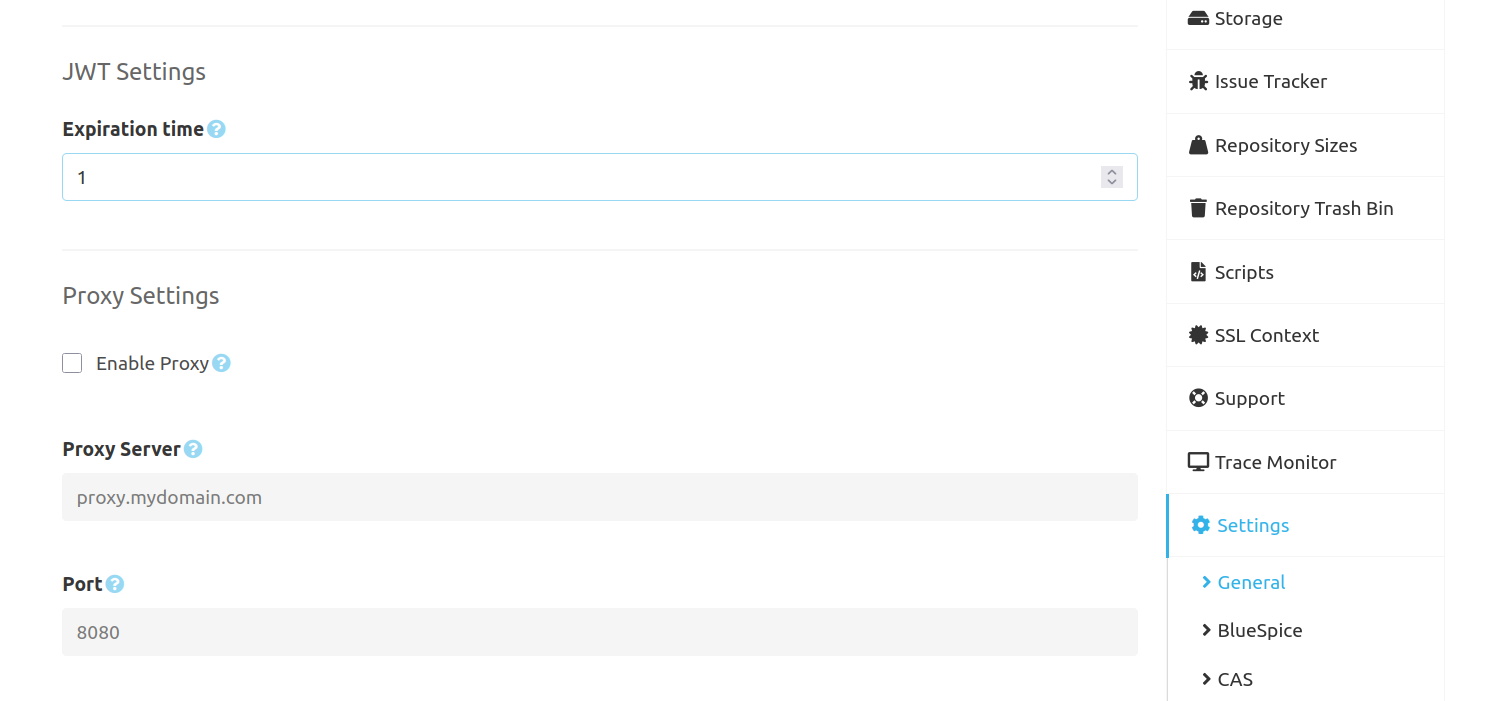 JWT Settings
Expiration time
1
Proxy Settings
Enable Proxy
Proxy Server
proxy.mydomain.com
Port
8080
Storage
Issue Tracker
Repository Sizes
Repository Trash Bin
Scripts
SSL Context
Support
Trace Monitor
Settings
General
BlueSpice
CAS